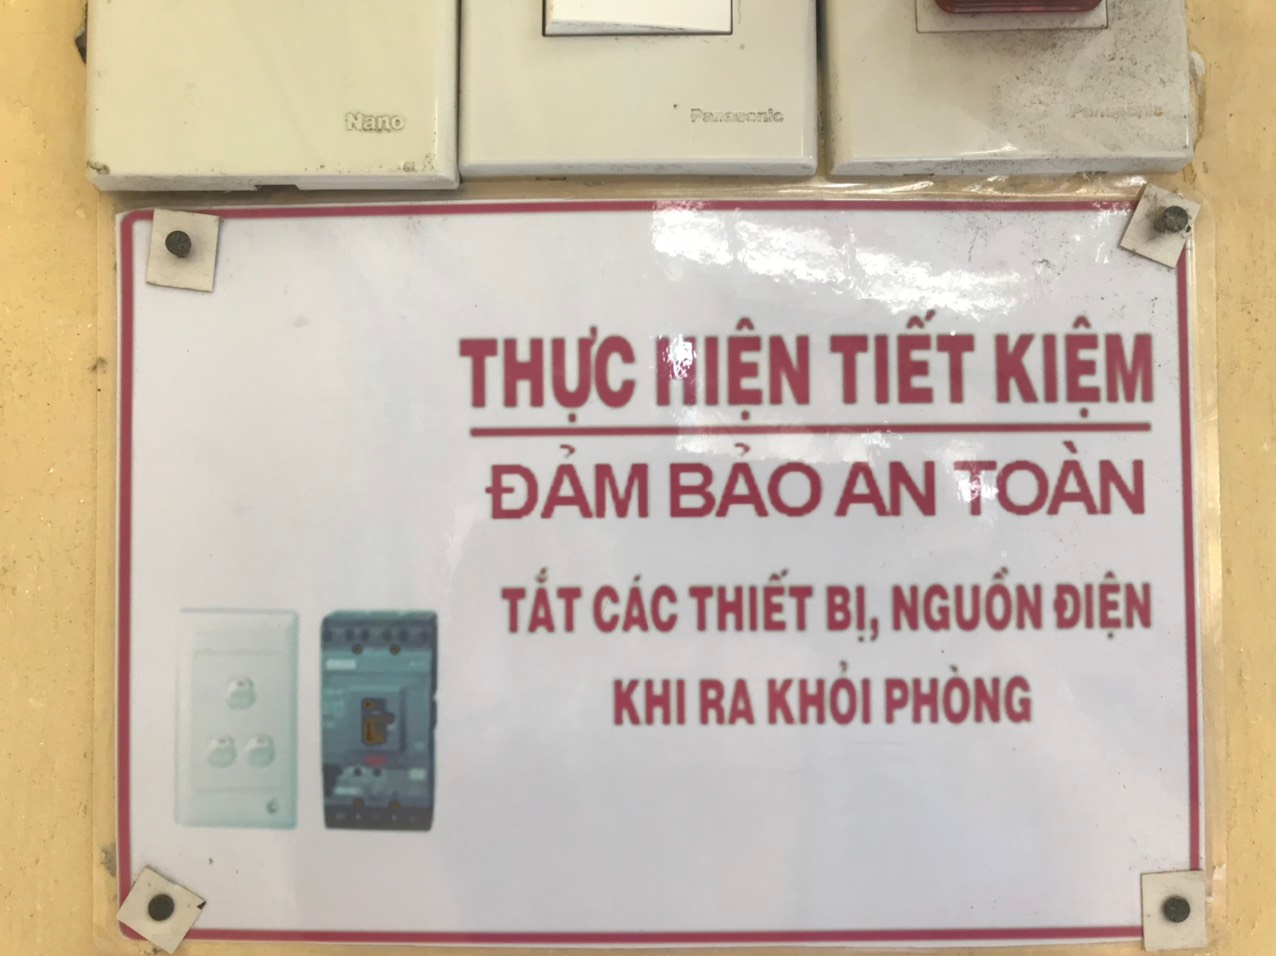 Nano
Panasonic
Panasonic
THỰC HIỆN TIẾT KIỆM
ĐẢM BẢO AN TOÀN
TẮT CÁC THIẾT BỊ, NGUỒN ĐIỆN
KHI RA KHỎI PHÒNG